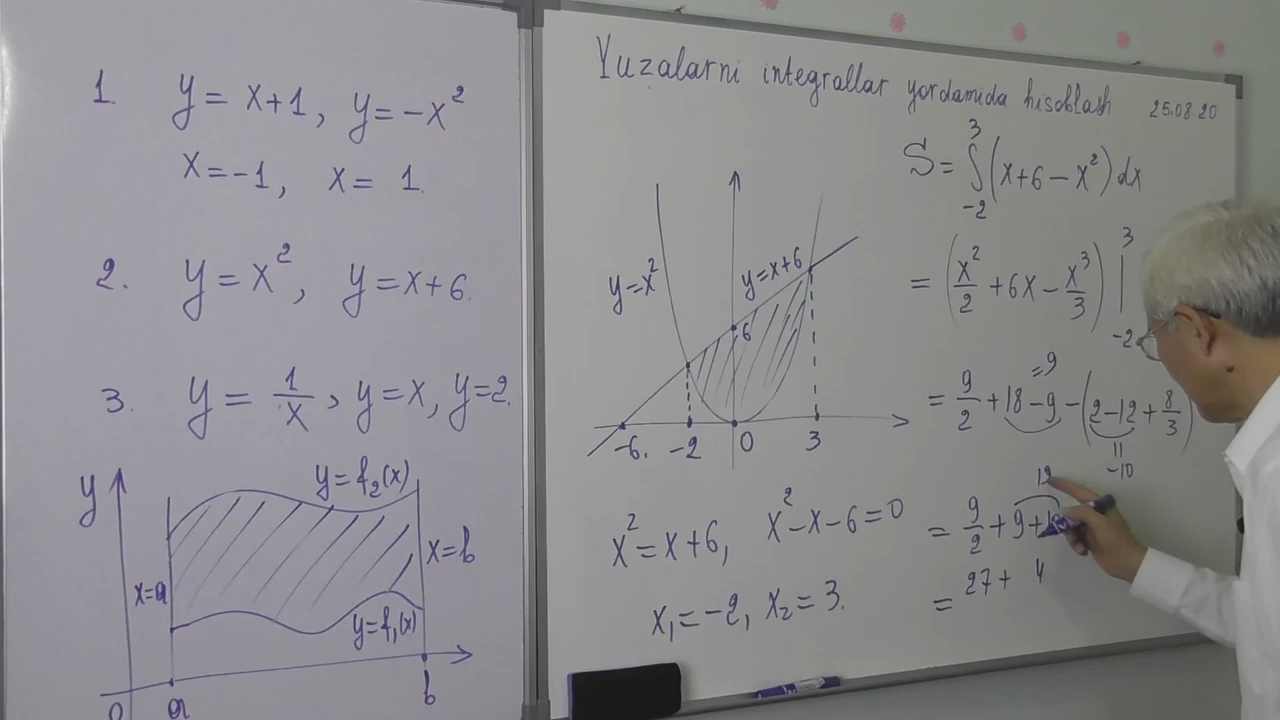 1. y = x+1, y = -x²
x = -1, x = 1.
2. y = x², y = x+6.
3. y = 1/x, y = x, y = 2.
y
y = f₂(x)
x = a
x = b
y = f₁(x)
0 a b
Yuzalarni integrallar yordamida hisoblash 25.08.20
y = x²
y = x+6
6
-6. -2 0 3
x² = x+6, x² - x - 6 = 0
x₁ = -2, x₂ = 3.
S = ∫₋₂³ (x+6 - x²) dx
= (x²/2 + 6x - x³/3) |₋₂³
= 9
= 9/2 + 18 - 9 - (2 - 12 + 8/3)
=
-10
19
= 9/2 + 9 +
= 27 + 4